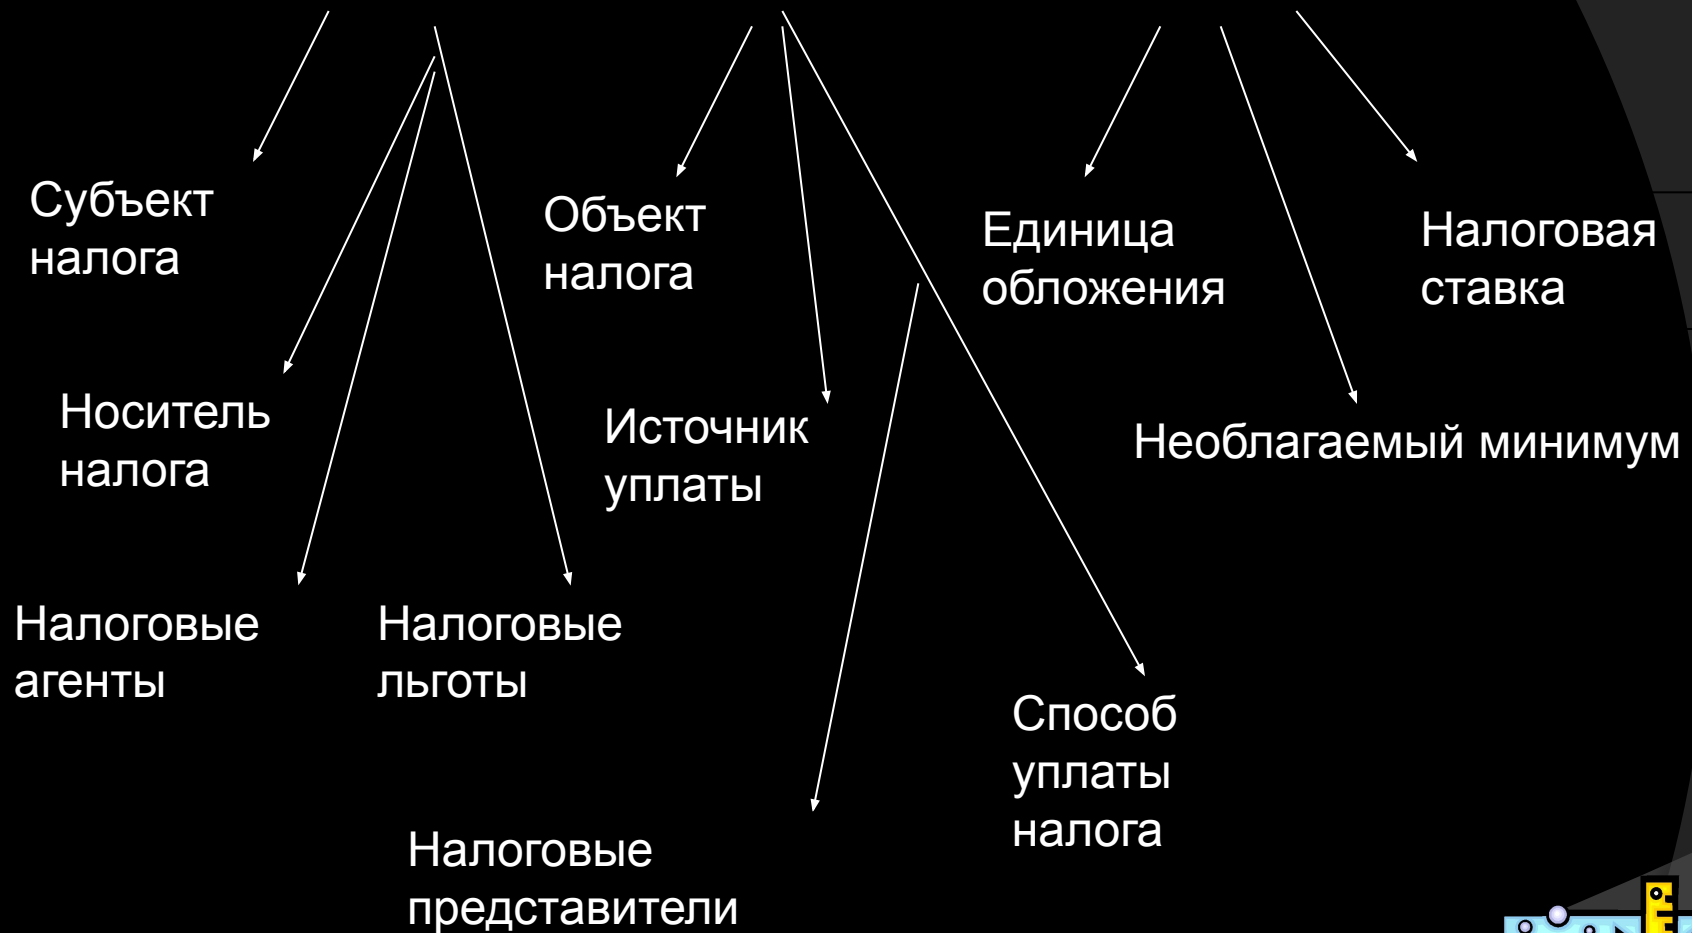 Субъект
налога
Объект
налога
Единица
обложения
Налоговая
ставка
Носитель
налога
Источник
уплаты
Необлагаемый минимум
Налоговые
агенты
Налоговые
льготы
Способ
уплаты
налога
Налоговые
представители